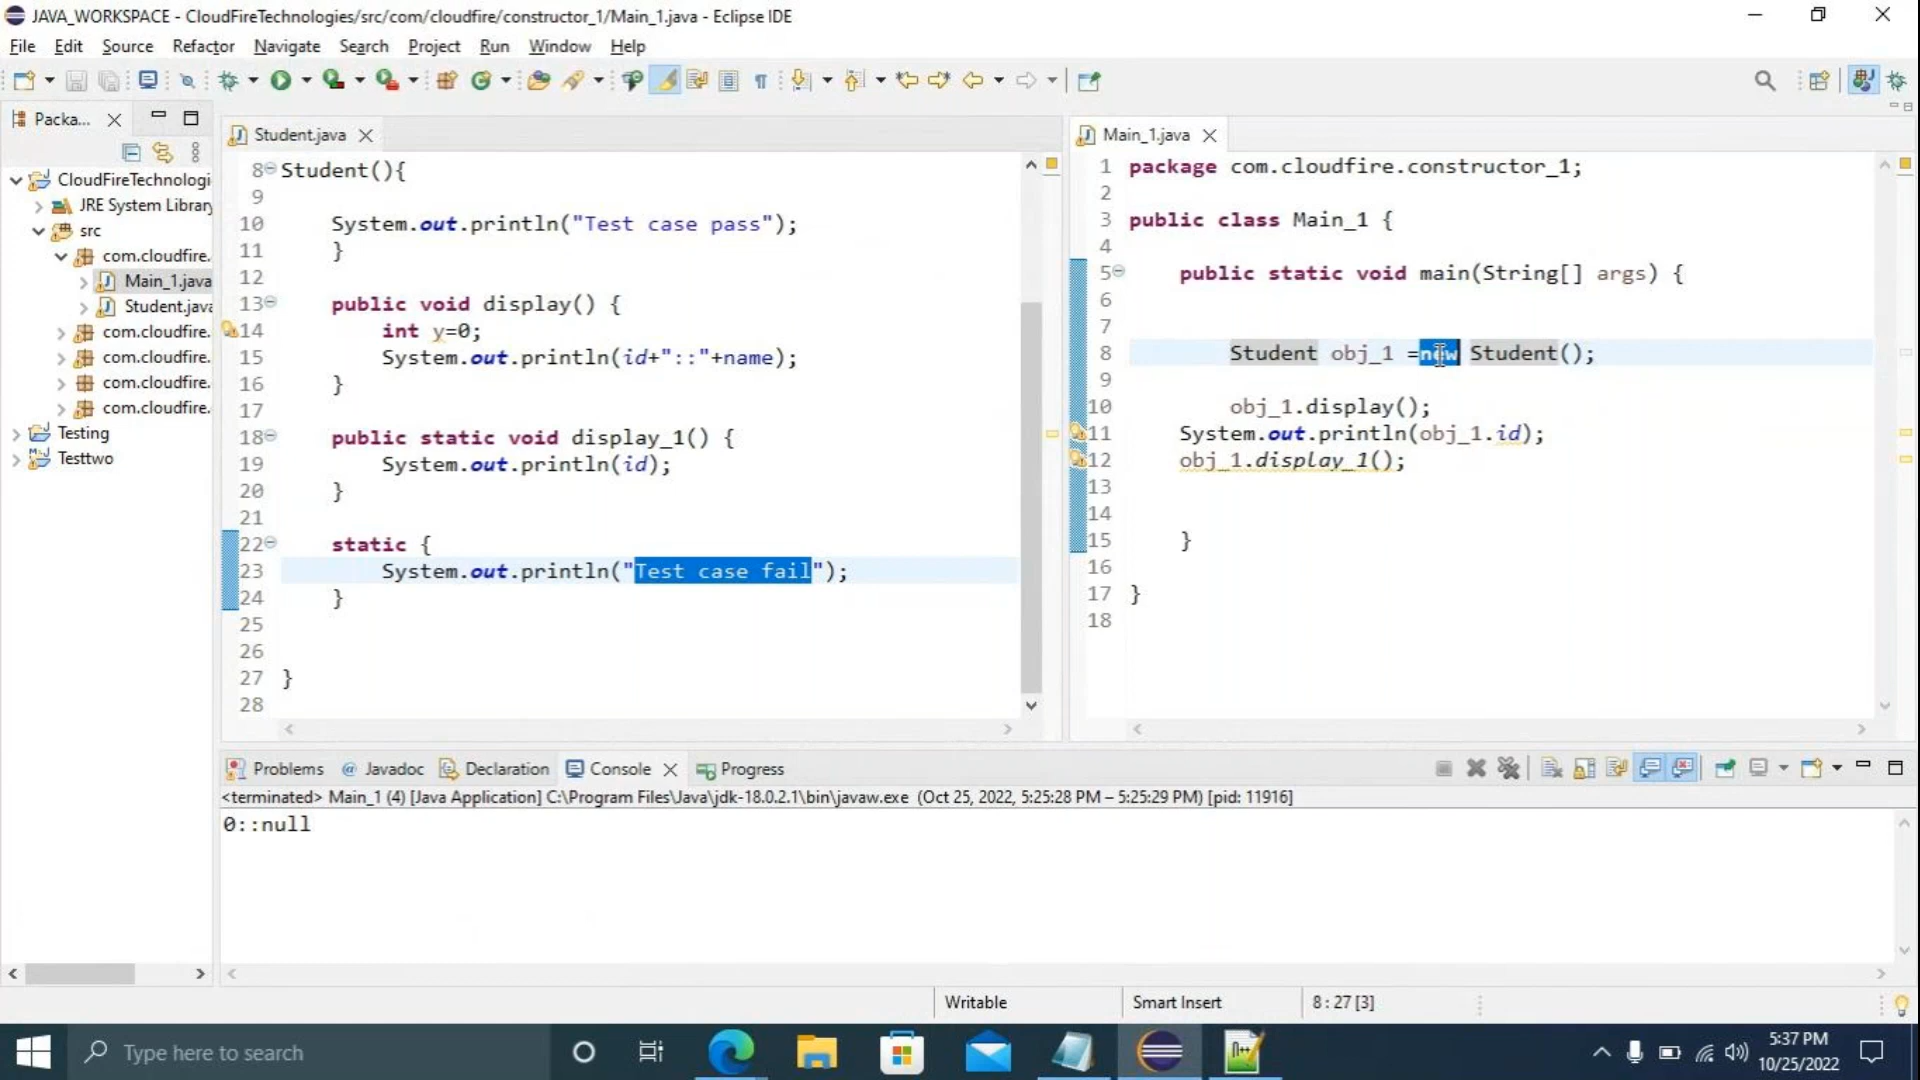 JAVA_WORKSPACE - CloudFireTechnologies/src/com/cloudfire/constructor_1/Main_1.java - Eclipse IDE
File Edit Source Refactor Navigate Search Project Run Window Help
Packa...
CloudFireTechnologi
JRE System Library
src
com.cloudfire.
Main_1.java
Student.java
com.cloudfire.
com.cloudfire.
com.cloudfire.
com.cloudfire.
Testing
Testtwo
Student.java
8 Student(){
9
10 System.out.println("Test case pass");
11 }
12
13 public void display() {
14 int y=0;
15 System.out.println(id+"::"+name);
16 }
17
18 public static void display_1() {
19 System.out.println(id);
20 }
21
22 static {
23 System.out.println("Test case fail");
24 }
25
26
27 }
28
Main_1.java
1 package com.cloudfire.constructor_1;
2
3 public class Main_1 {
4
5 public static void main(String[] args) {
6
7
8 Student obj_1 =new Student();
9
10 obj_1.display();
11 System.out.println(obj_1.id);
12 obj_1.display_1();
13
14
15 }
16
17 }
18
Problems @ Javadoc Declaration Console Progress
<terminated> Main_1 (4) [Java Application] C:\Program Files\Java\jdk-18.0.2.1\bin\javaw.exe (Oct 25, 2022, 5:25:28 PM – 5:25:29 PM) [pid: 11916]
0::null
Writable Smart Insert 8 : 27 [3]
Type here to search
5:37 PM
10/25/2022